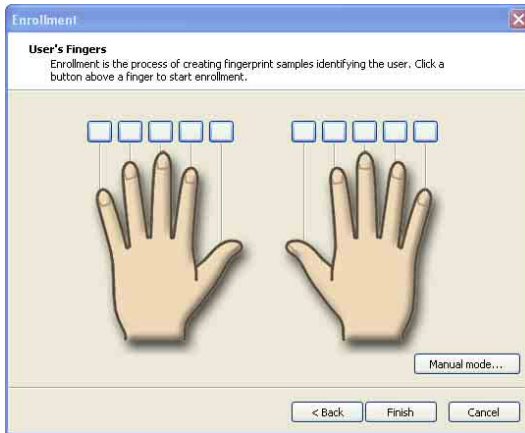 Enrollment
User's Fingers
Enrollment is the process of creating fingerprint samples identifying the user. Click a
button above a finger to start enrollment.
Manual mode...
< Back
Finish
Cancel